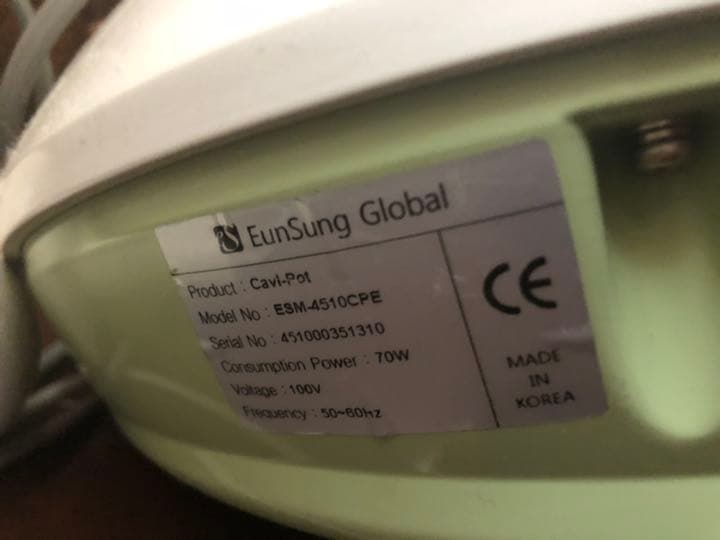 ES EunSung Global
Product : Cavi-Pot
Model No : ESM-4510CPE
Serial No : 451000351310
Consumption Power : 70W
Voltage : 100V
Frequency : 50~60hz
CE
MADE
IN
KOREA